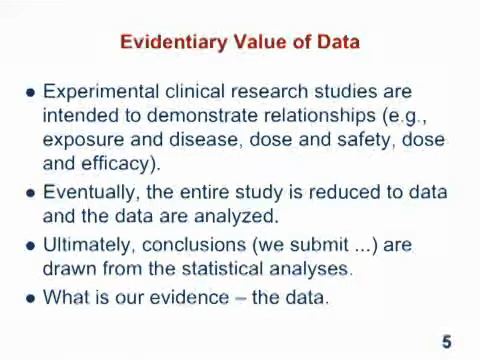 Evidentiary Value of Data
● Experimental clinical research studies are
intended to demonstrate relationships (e.g.,
exposure and disease, dose and safety, dose
and efficacy).
● Eventually, the entire study is reduced to data
and the data are analyzed.
● Ultimately, conclusions (we submit ...) are
drawn from the statistical analyses.
● What is our evidence – the data.
5